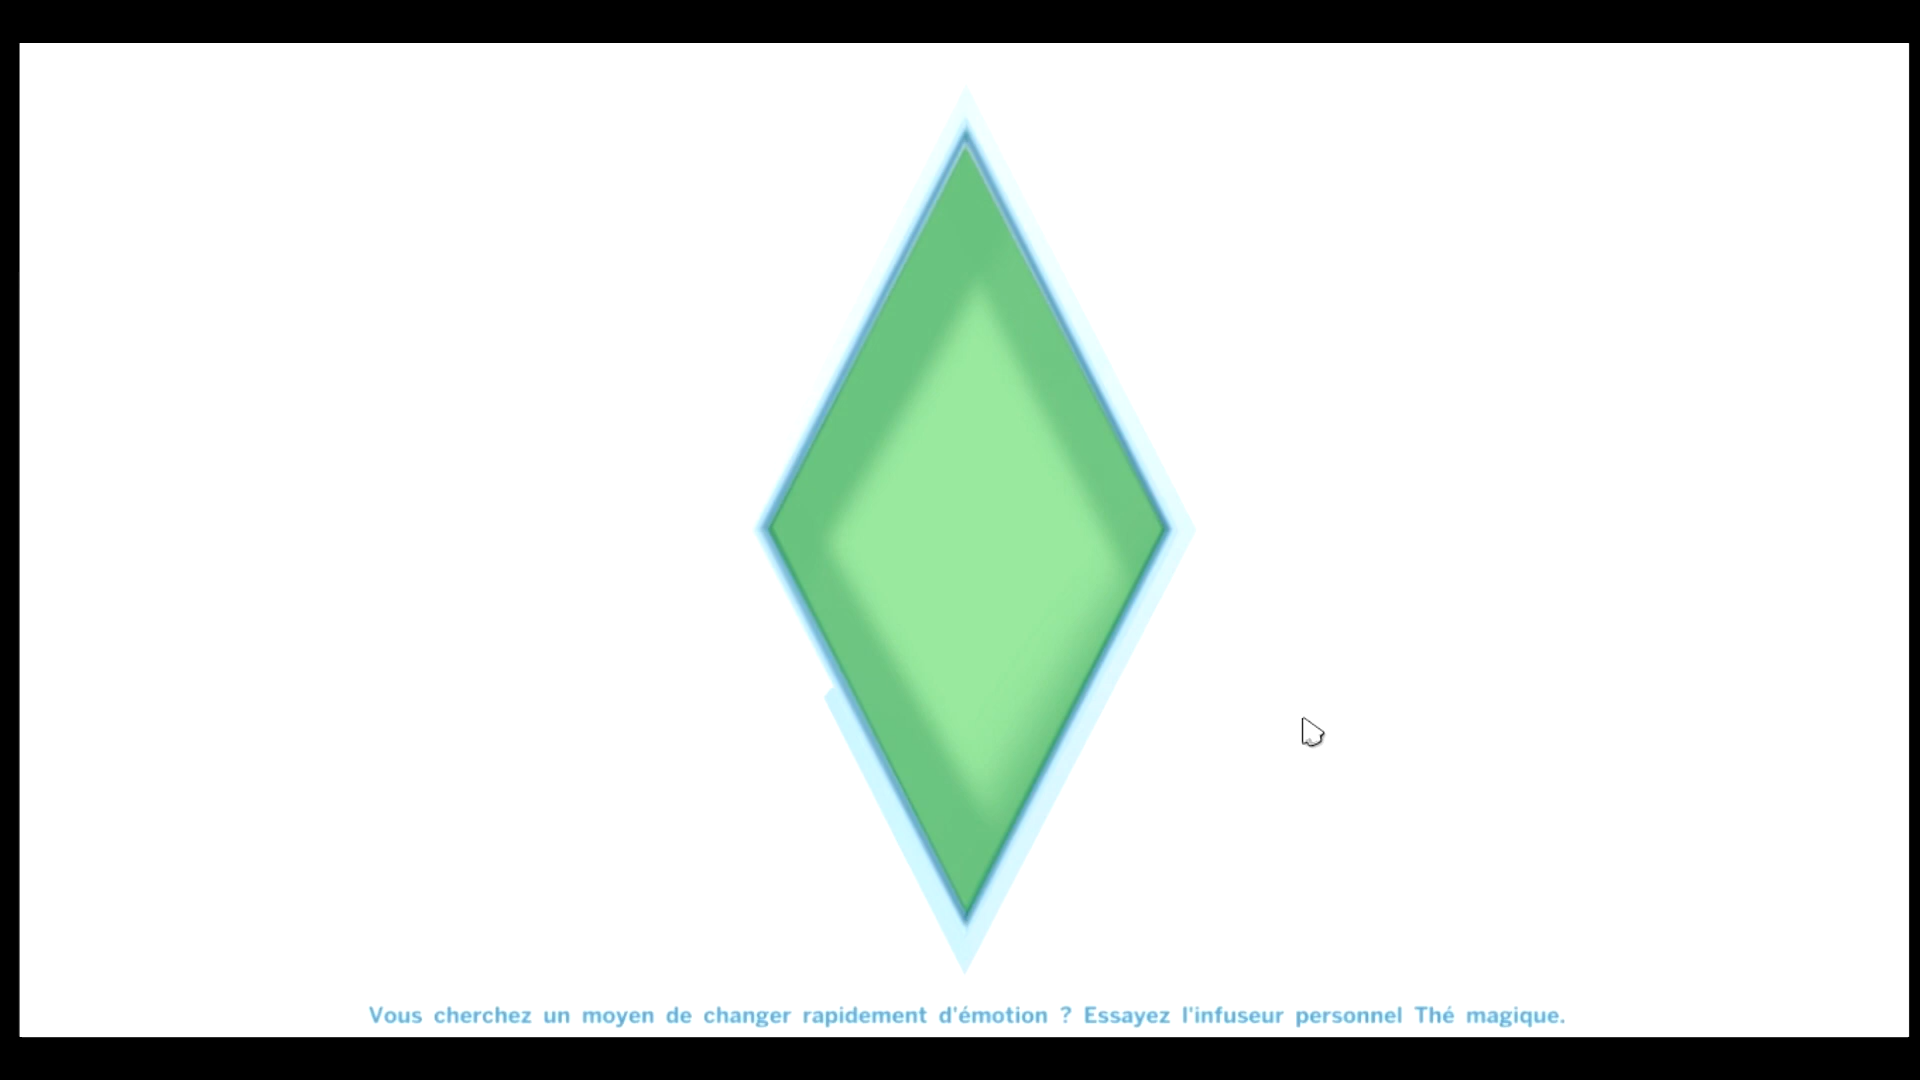 Vous cherchez un moyen de changer rapidement d'émotion ? Essayez l'infuseur personnel Thé magique.